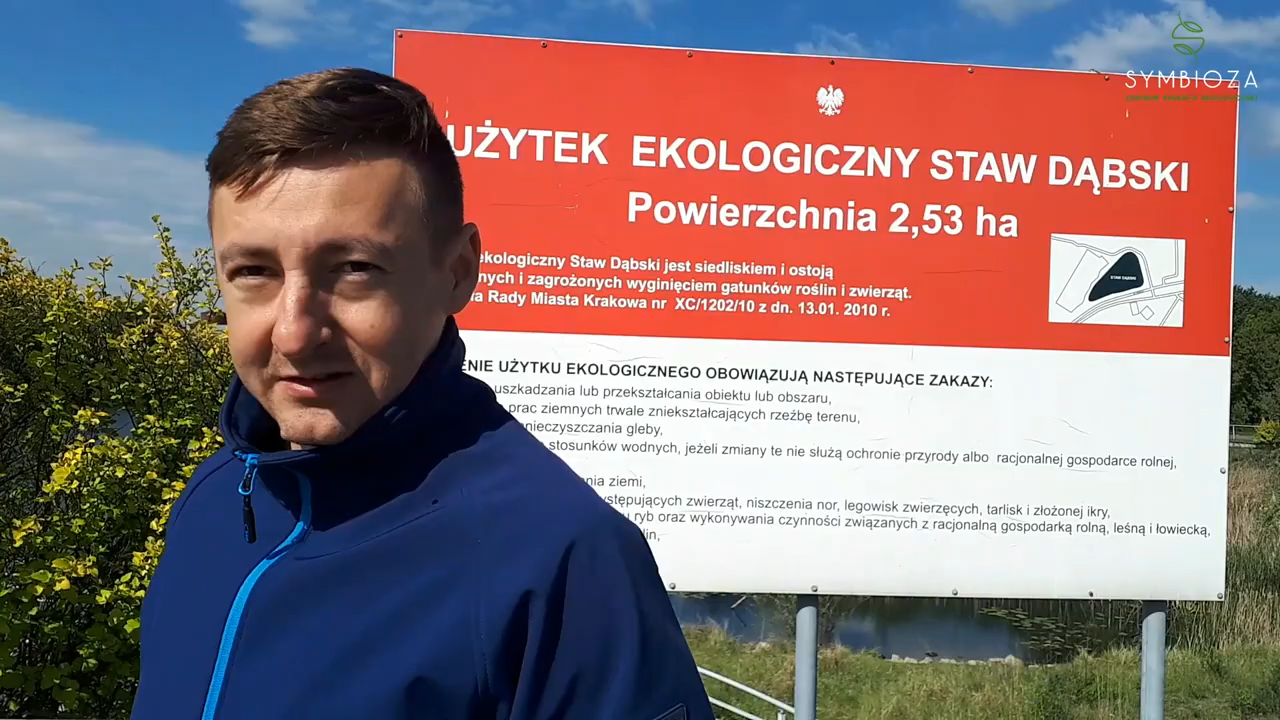 SYMBIOZA
UŻYTEK EKOLOGICZNY STAW DĄBSKI
Powierzchnia 2,53 ha
ekologiczny Staw Dąbski jest siedliskiem i ostoją
nych i zagrożonych wyginięciem gatunków roślin i zwierząt.
wa Rady Miasta Krakowa nr XC/1202/10 z dn. 13.01. 2010 r.
STAW DĄBSKI
ENIE UŻYTKU EKOLOGICZNEGO OBOWIĄZUJĄ NASTĘPUJĄCE ZAKAZY:
uszkadzania lub przekształcania obiektu lub obszaru,
prac ziemnych trwale zniekształcających rzeźbę terenu,
nieczyszczania gleby,
stosunków wodnych, jeżeli zmiany te nie służą ochronie przyrody albo racjonalnej gospodarce rolnej,
nia ziemi,
ystępujących zwierząt, niszczenia nor, legowisk zwierzęcych, tarlisk i złożonej ikry,
ryb oraz wykonywania czynności związanych z racjonalną gospodarką rolną, leśną i łowiecką,
lin,